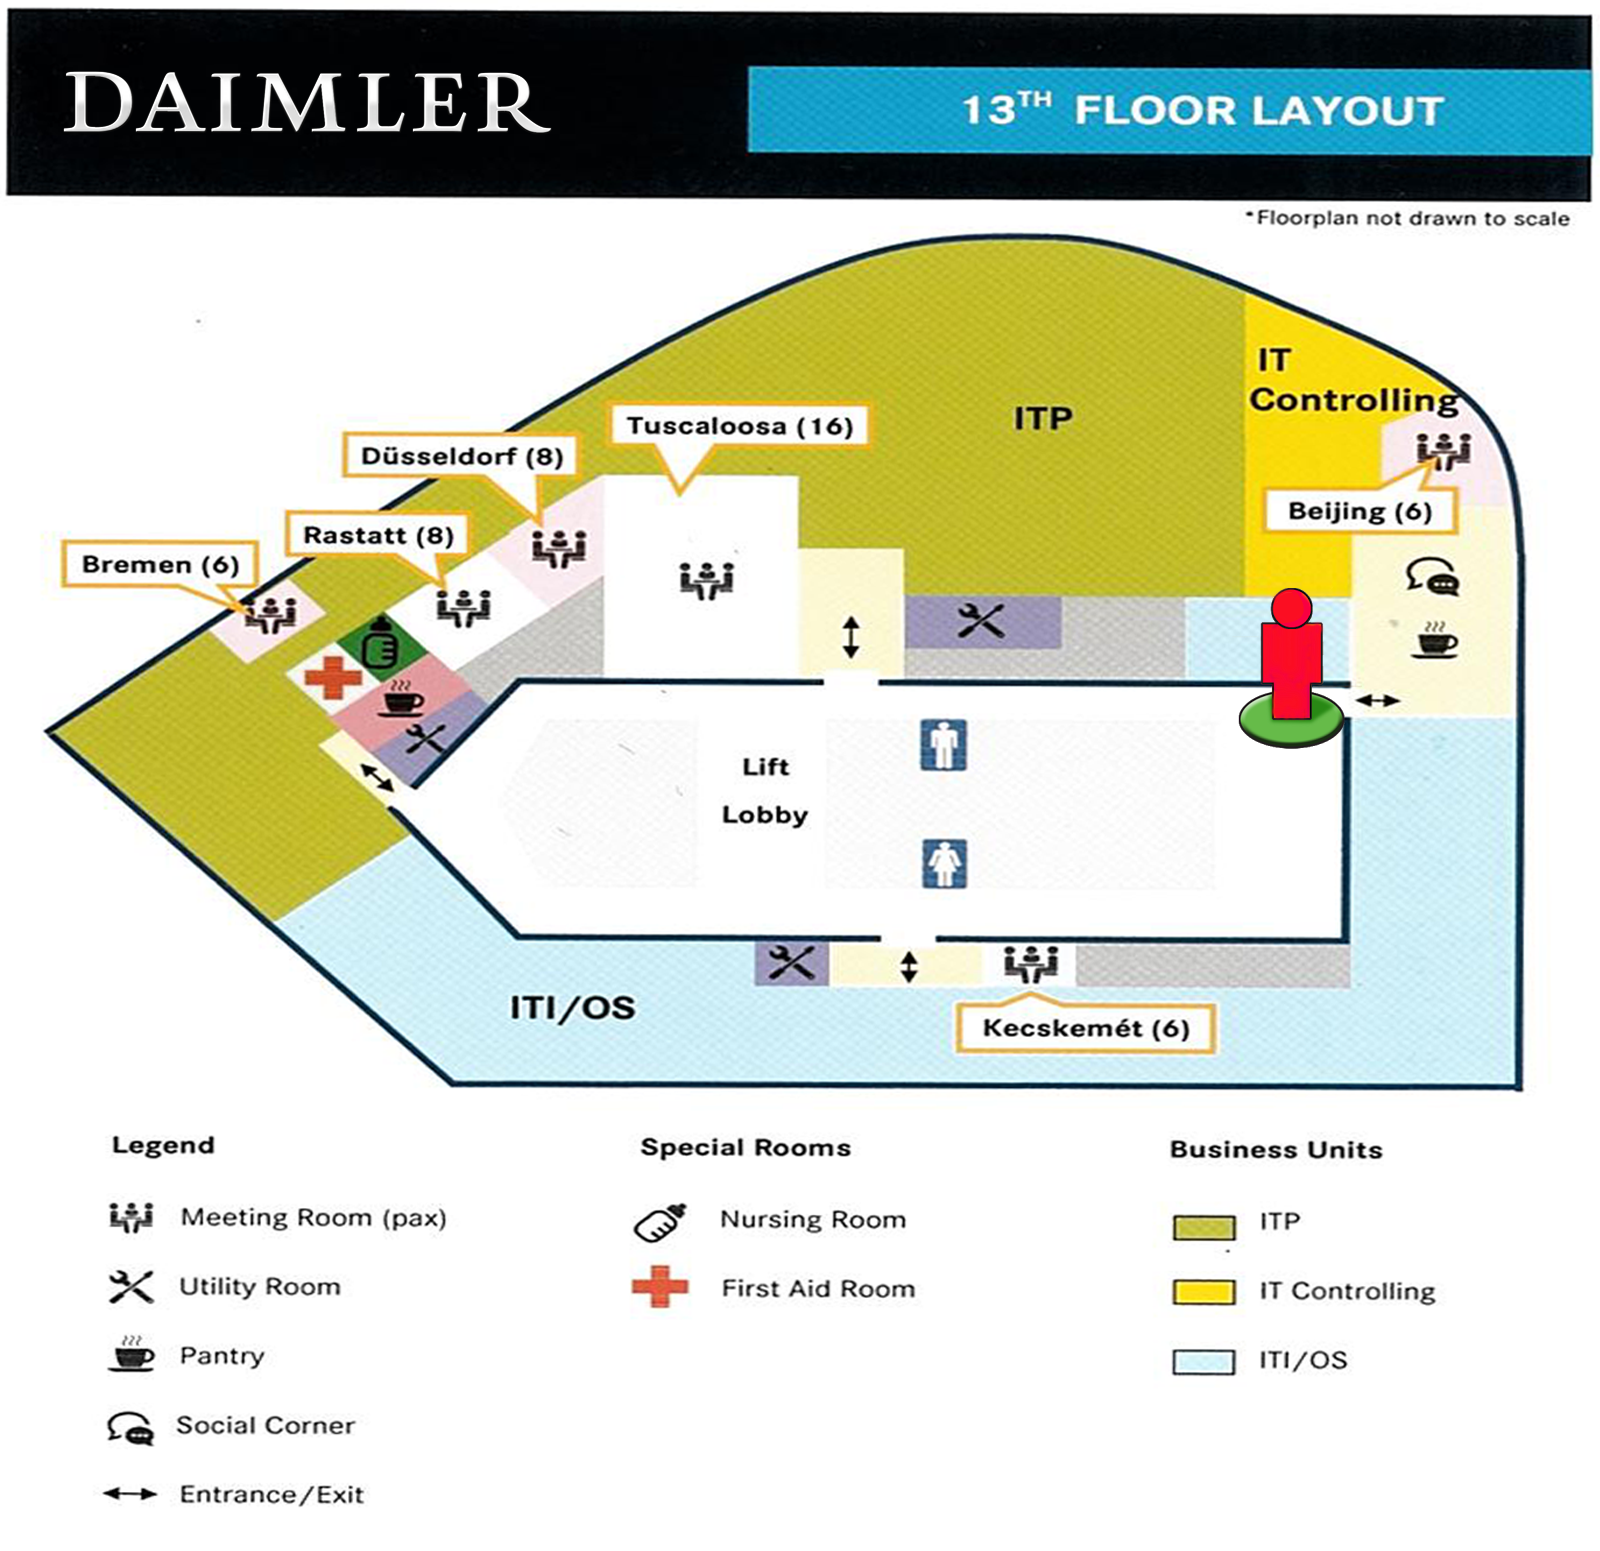 DAIMLER
13TH FLOOR LAYOUT
*Floorplan not drawn to scale
IT
Controlling
ITP
Tuscaloosa (16)
Düsseldorf (8)
Rastatt (8)
Bremen (6)
Beijing (6)
Lift
Lobby
ITI/OS
Kecskemét (6)
Legend
Meeting Room (pax)
Utility Room
Pantry
Social Corner
Entrance/Exit
Special Rooms
Nursing Room
First Aid Room
Business Units
ITP
IT Controlling
ITI/OS